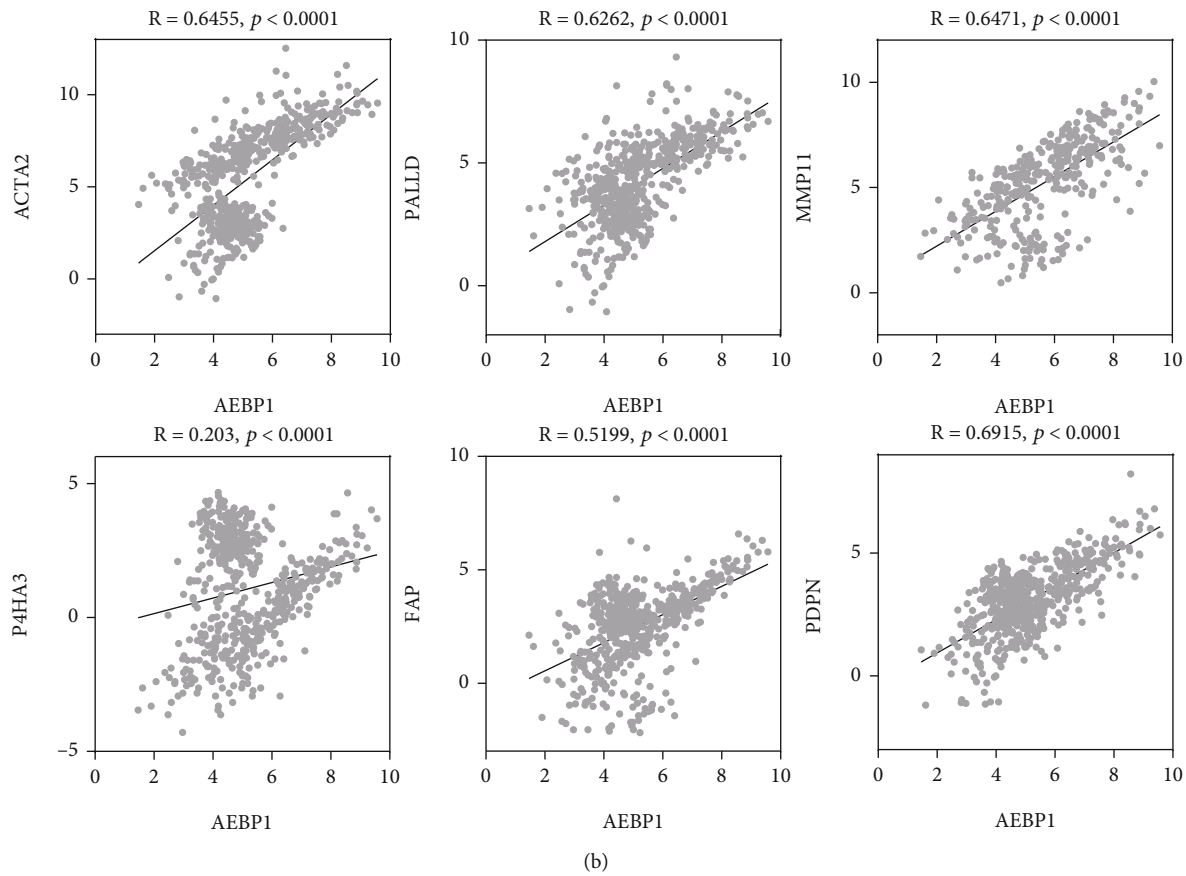 R = 0.6455, p < 0.0001
ACTA2
10
5
0
0 2 4 6 8 10
AEBP1
R = 0.6262, p < 0.0001
PALLD
10
5
0
0 2 4 6 8 10
AEBP1
R = 0.6471, p < 0.0001
MMP11
10
5
0
0 2 4 6 8 10
AEBP1
R = 0.203, p < 0.0001
P4HA3
5
0
−5
0 2 4 6 8 10
AEBP1
R = 0.5199, p < 0.0001
FAP
10
5
0
0 2 4 6 8 10
AEBP1
R = 0.6915, p < 0.0001
PDPN
5
0
0 2 4 6 8 10
AEBP1
(b)